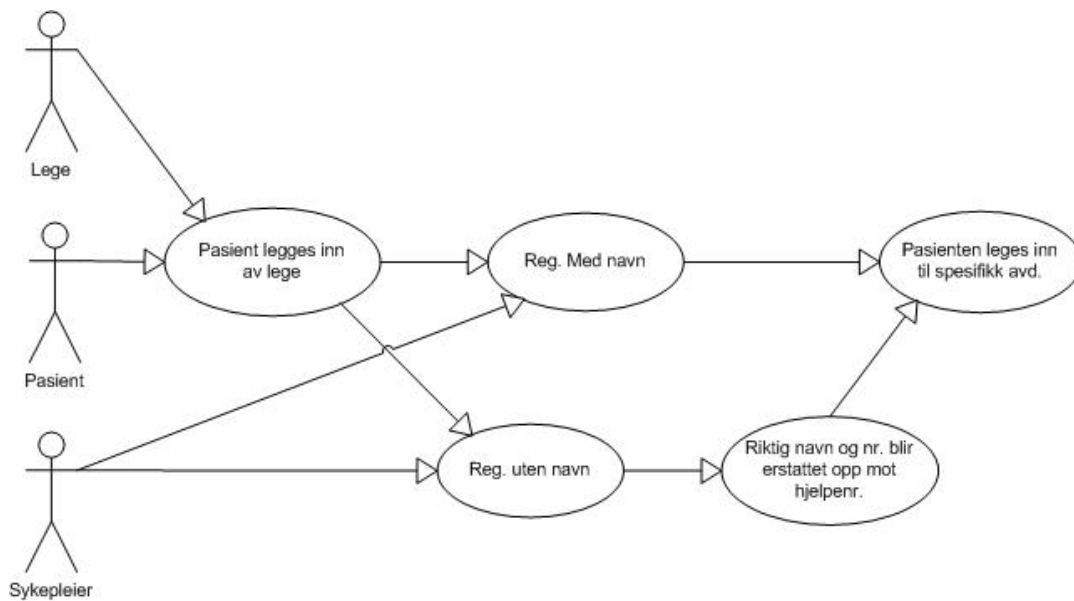 Lege
Pasient legges inn
av lege
Reg. Med navn
Pasienten leges inn
til spesifikk avd.
Pasient
Reg. uten navn
Riktig navn og nr. blir
erstattet opp mot
hjelpenr.
Sykepleier